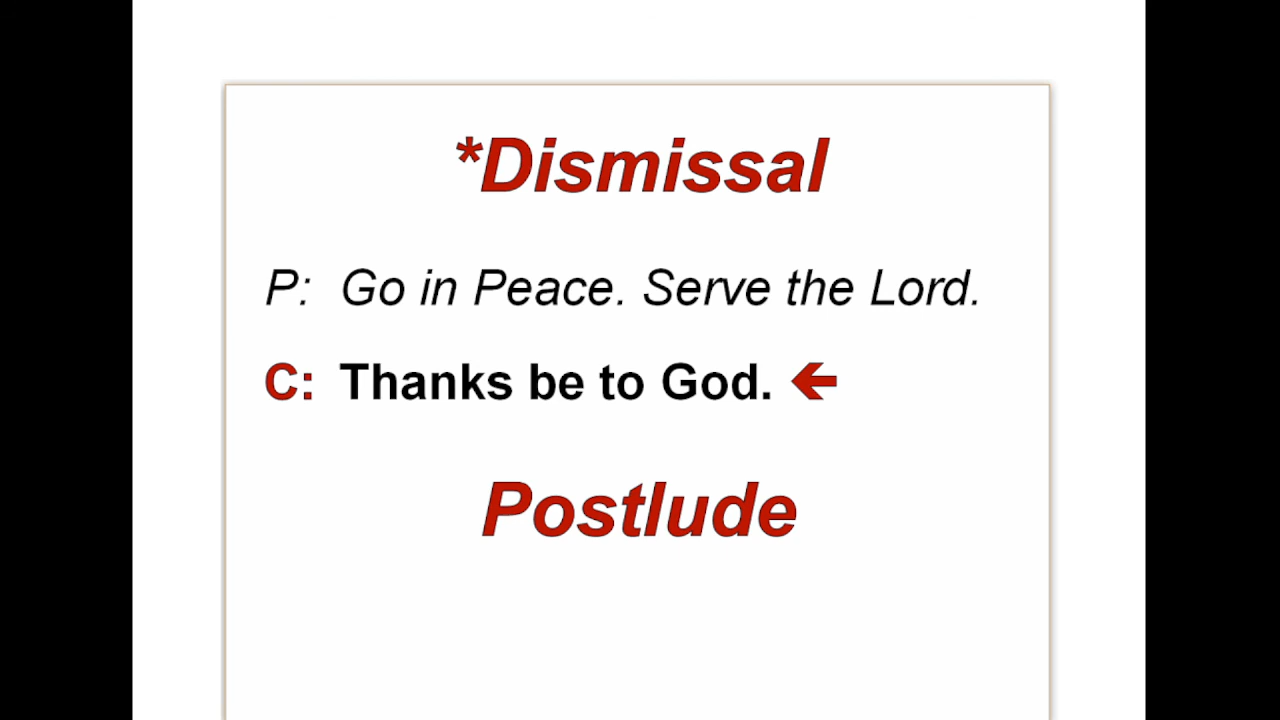 *Dismissal
P: Go in Peace. Serve the Lord.
C: Thanks be to God. 🡸
Postlude